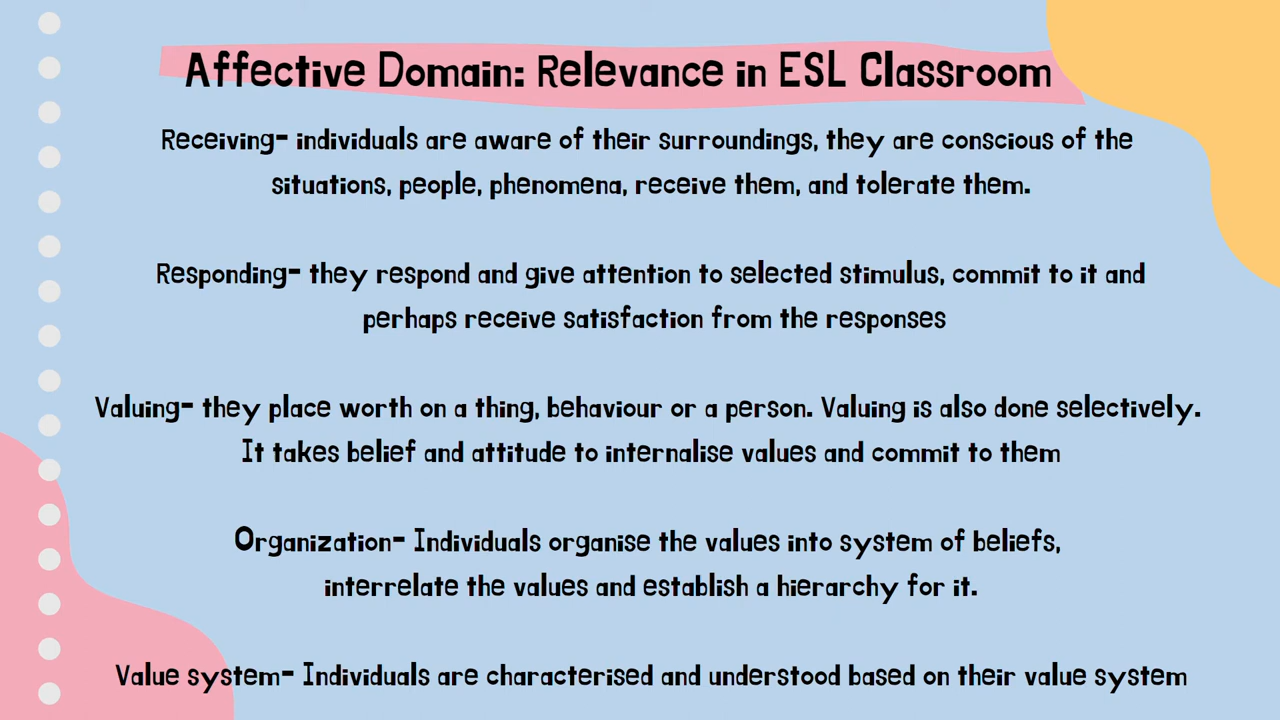 Affective Domain: Relevance in ESL Classroom
Receiving- individuals are aware of their surroundings, they are conscious of the
situations, people, phenomena, receive them, and tolerate them.
Responding- they respond and give attention to selected stimulus, commit to it and
perhaps receive satisfaction from the responses
Valuing- they place worth on a thing, behaviour or a person. Valuing is also done selectively.
It takes belief and attitude to internalise values and commit to them
Organization- Individuals organise the values into system of beliefs,
interrelate the values and establish a hierarchy for it.
Value system- Individuals are characterised and understood based on their value system